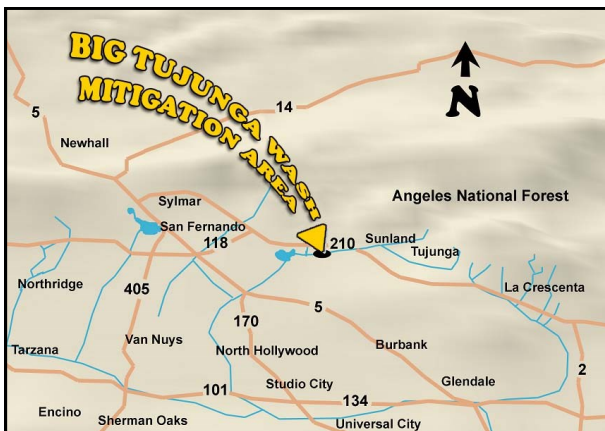 BIG TUJUNGA WASH
MITIGATION AREA
N
14
5
Newhall
Angeles National Forest
Sylmar
San Fernando
118
210
Sunland
Tujunga
Northridge
405
La Crescenta
5
170
Van Nuys
North Hollywood
Burbank
Tarzana
2
Studio City
Glendale
101
134
Encino
Sherman Oaks
Universal City